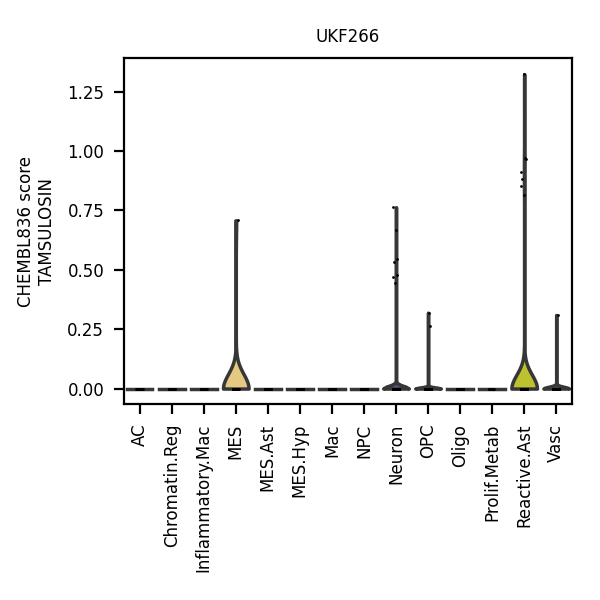 UKF266
CHEMBL836 score
TAMSULOSIN
1.25
1.00
0.75
0.50
0.25
0.00
AC
Chromatin.Reg
Inflammatory.Mac
MES
MES.Ast
MES.Hyp
Mac
NPC
Neuron
OPC
Oligo
Prolif.Metab
Reactive.Ast
Vasc